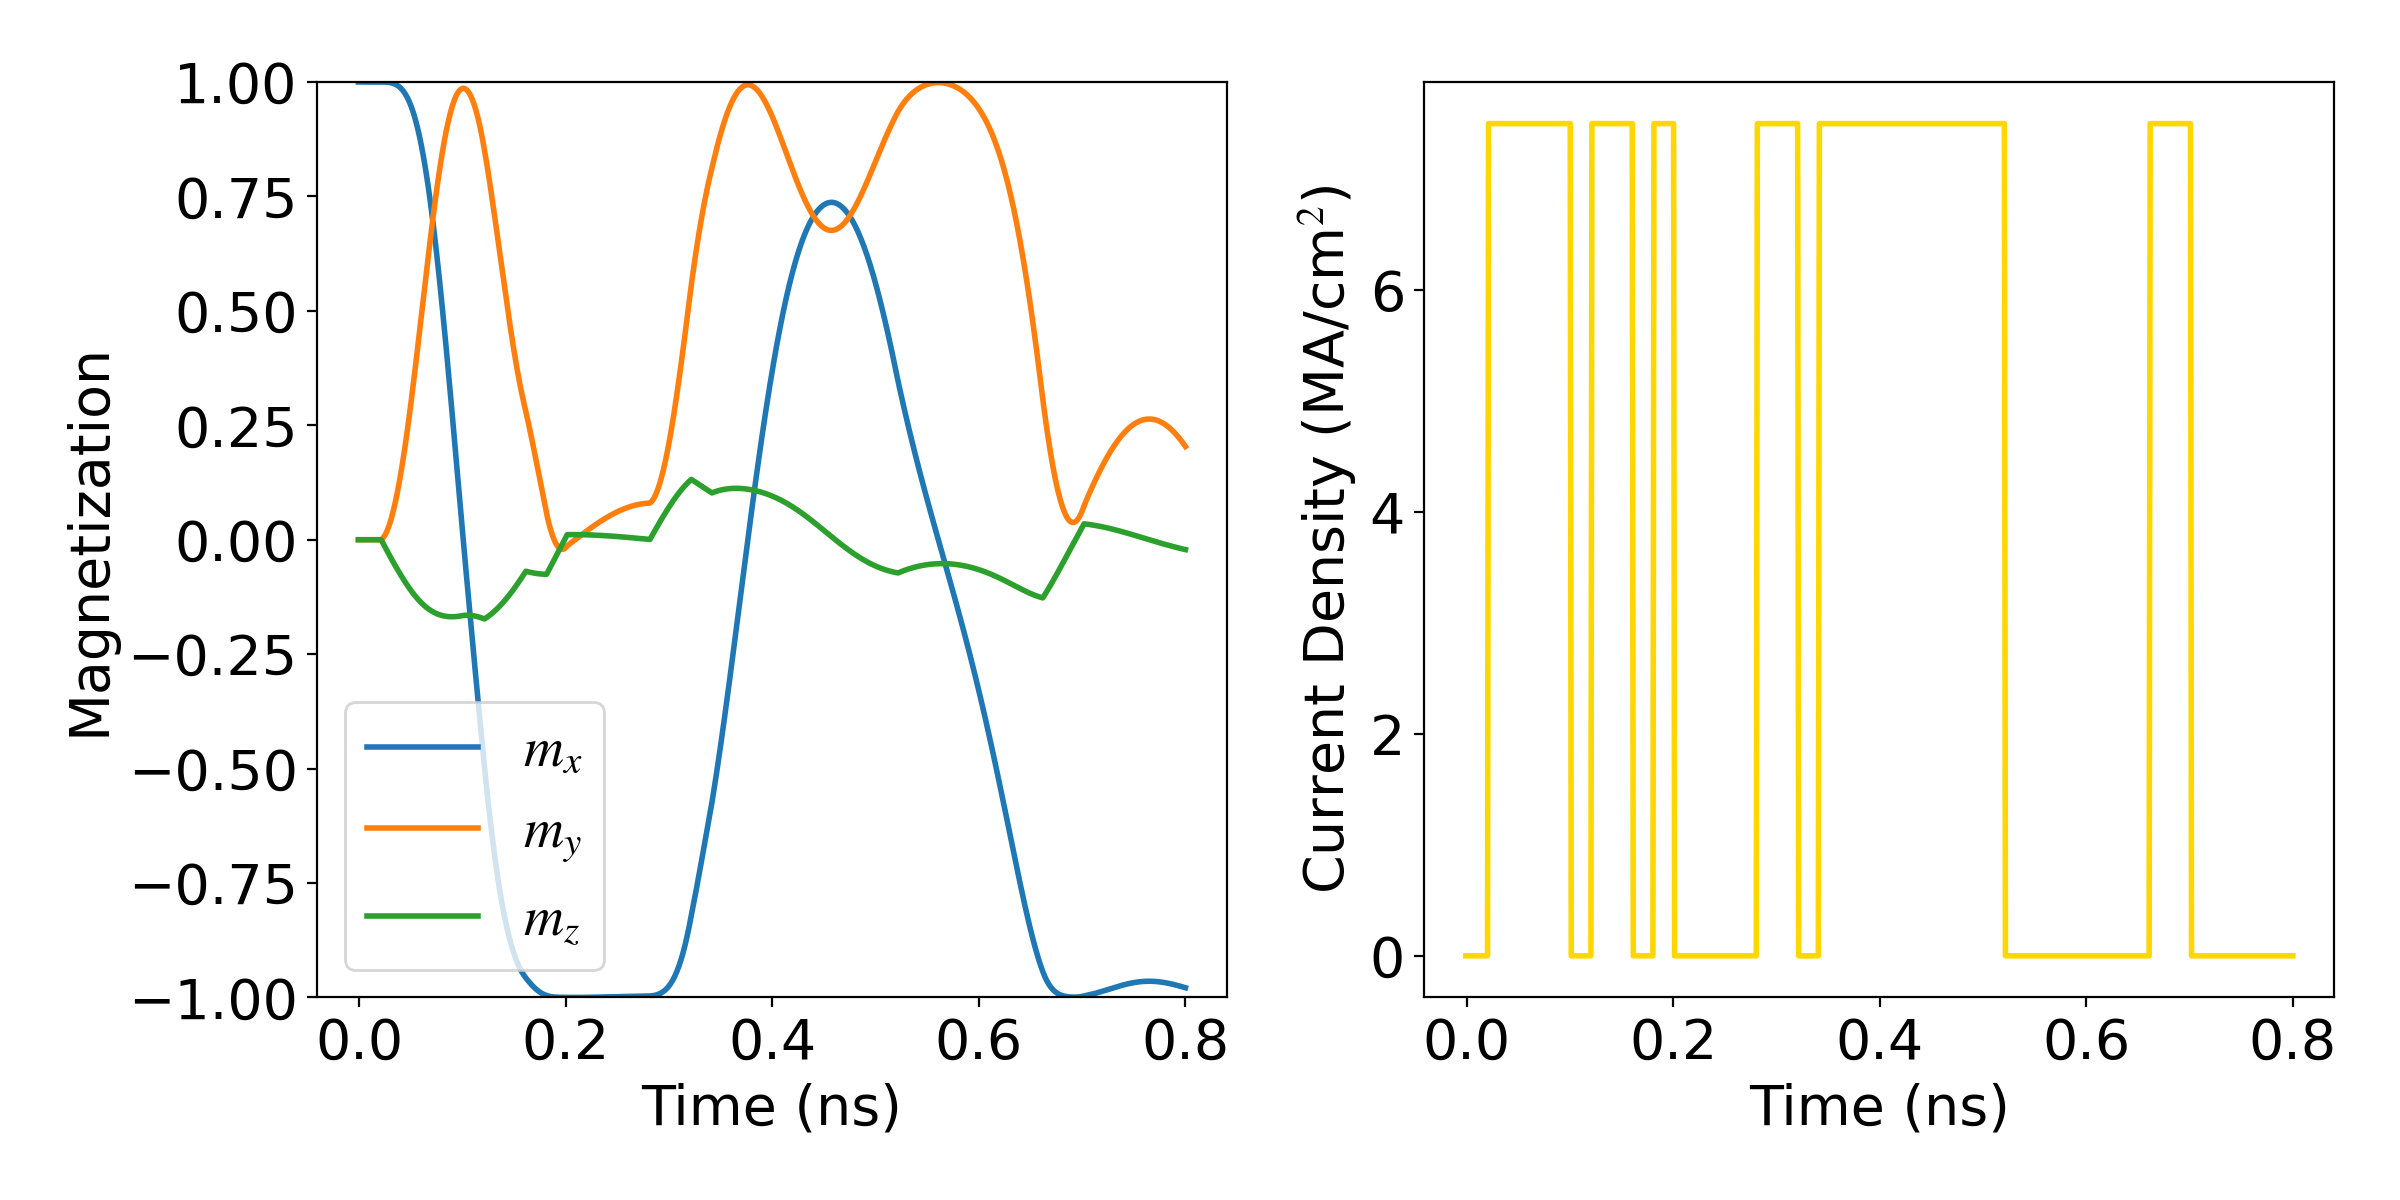 1.00
0.75
0.50
0.25
0.00
−0.25
−0.50
−0.75
−1.00
Magnetization
m_x
m_y
m_z
0.0 0.2 0.4 0.6 0.8
Time (ns)
6
4
2
0
Current Density (MA/cm²)
0.0 0.2 0.4 0.6 0.8
Time (ns)